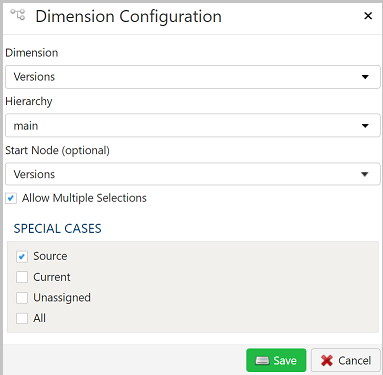 Dimension Configuration
Dimension
Versions
Hierarchy
main
Start Node (optional)
Versions
Allow Multiple Selections
SPECIAL CASES
Source
Current
Unassigned
All
Save Cancel